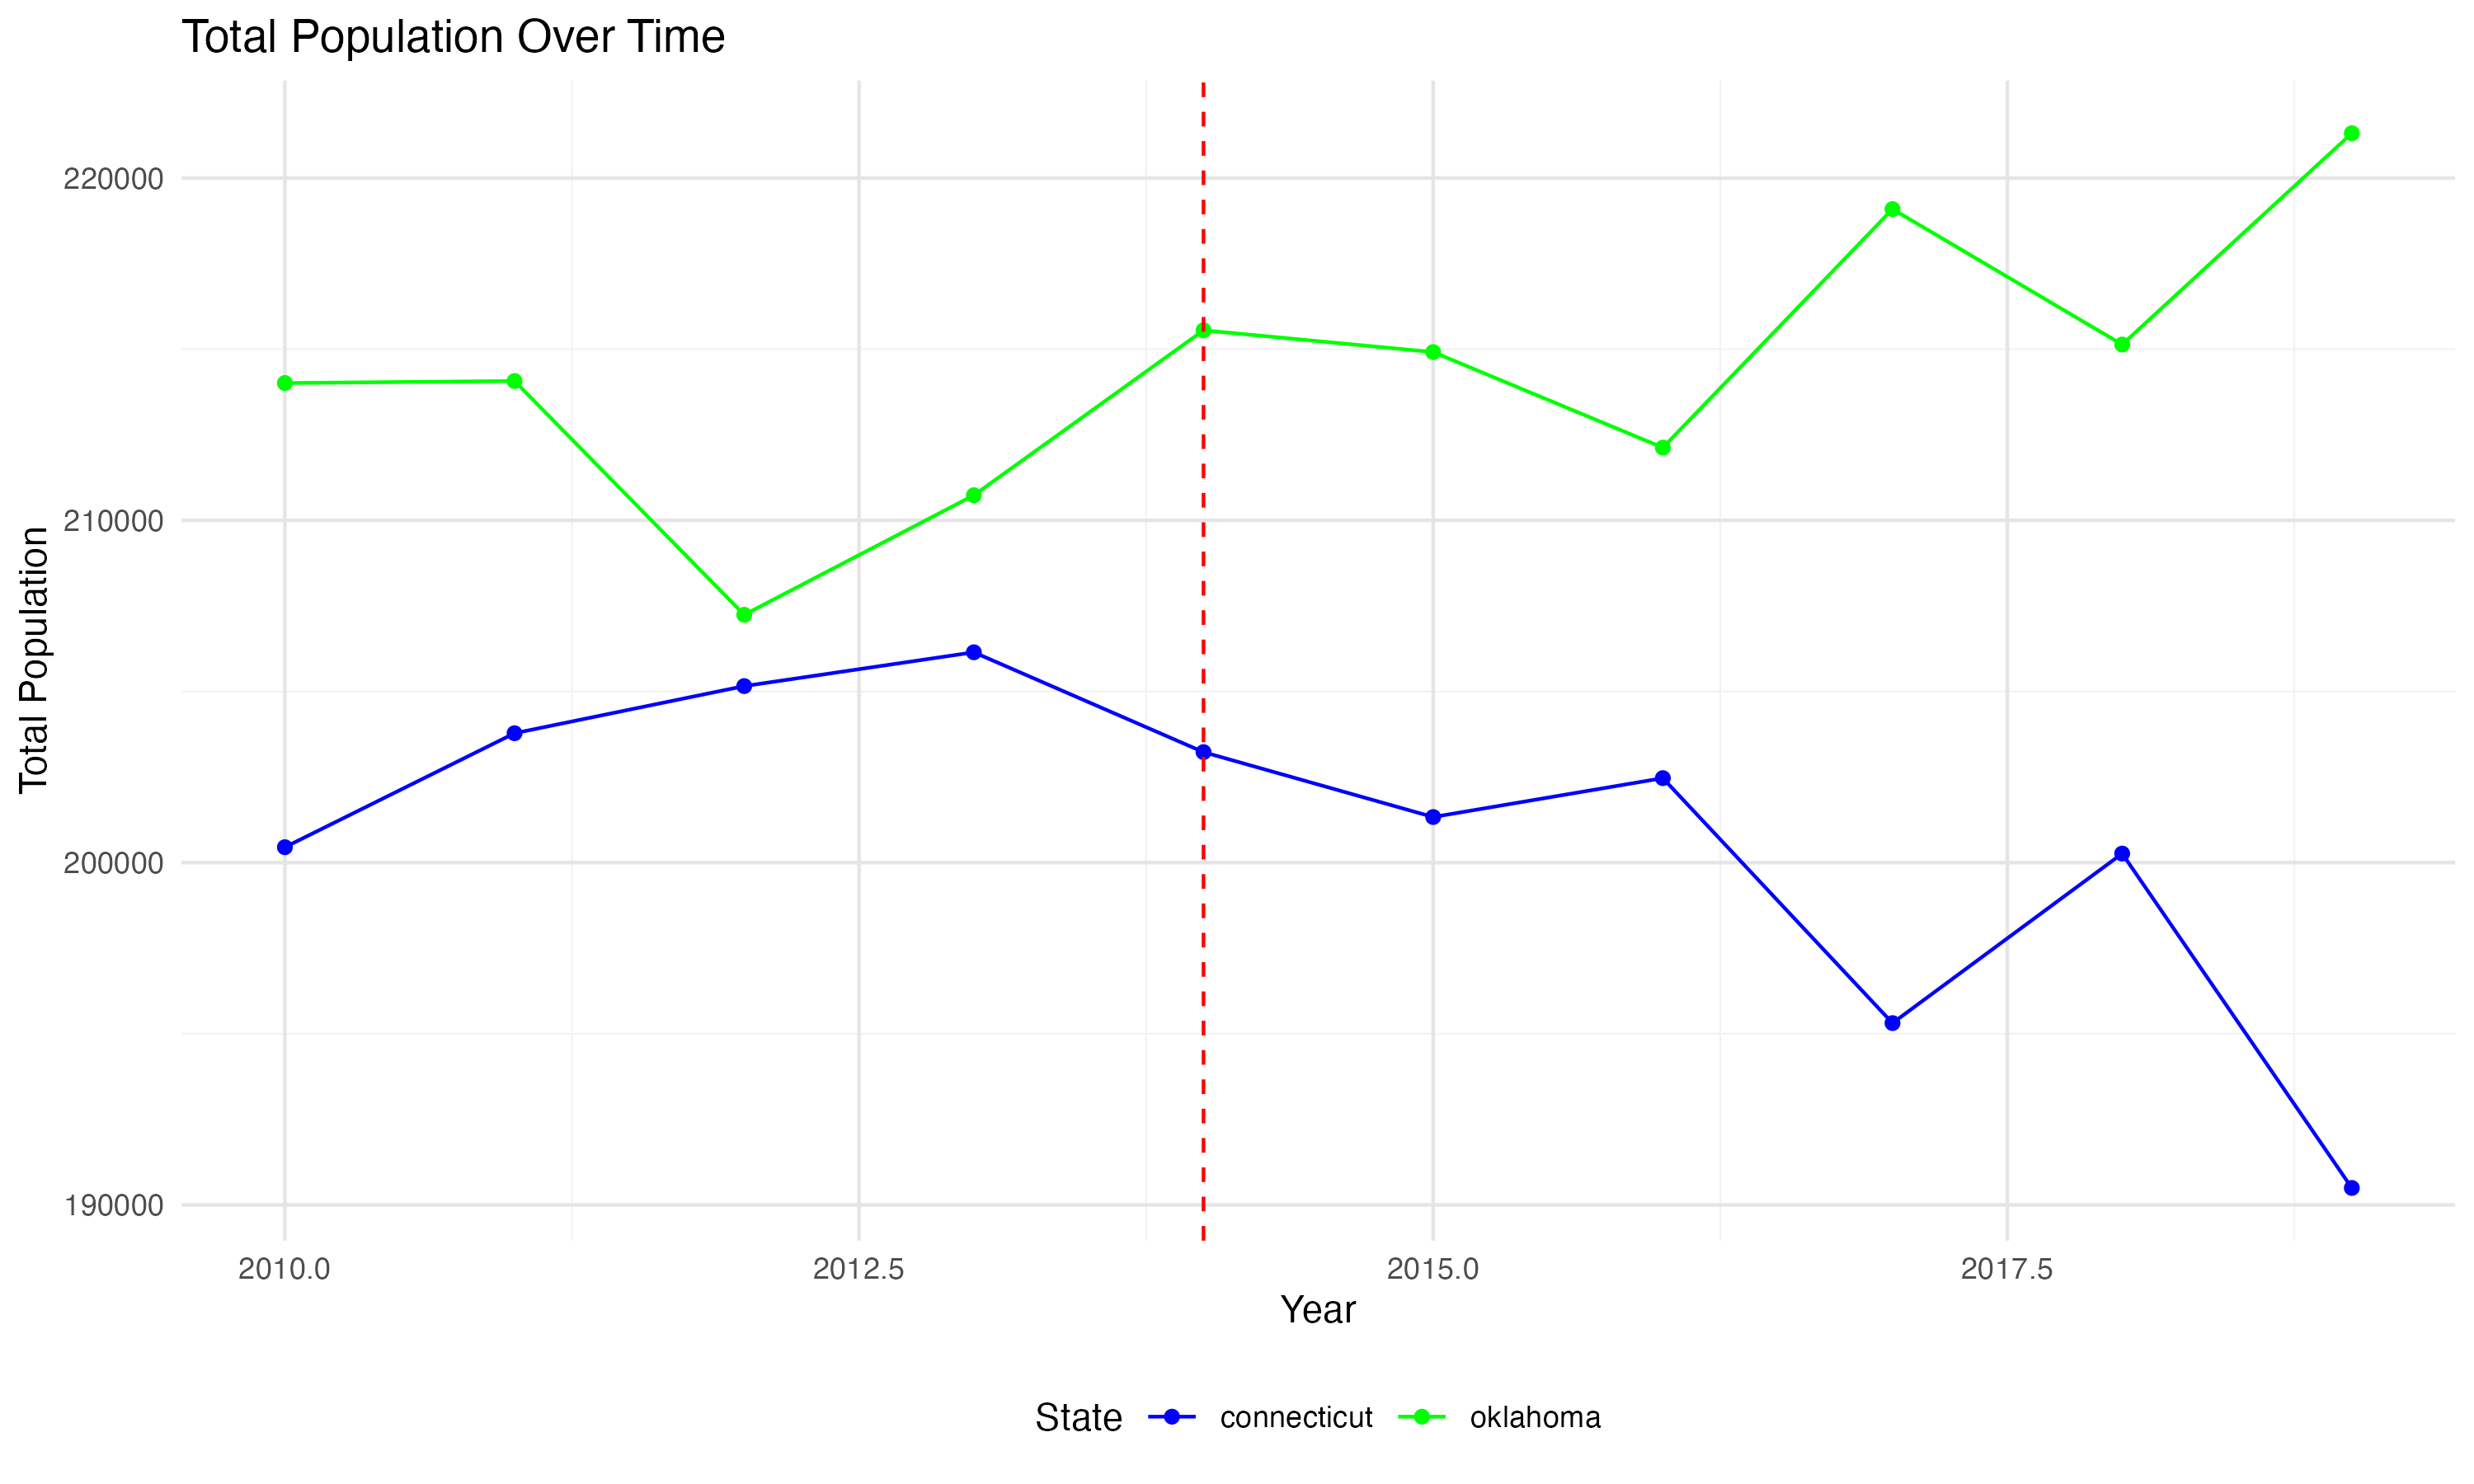 Total Population Over Time
Total Population
220000
210000
200000
190000
2010.0 2012.5 2015.0 2017.5
Year
State connecticut oklahoma